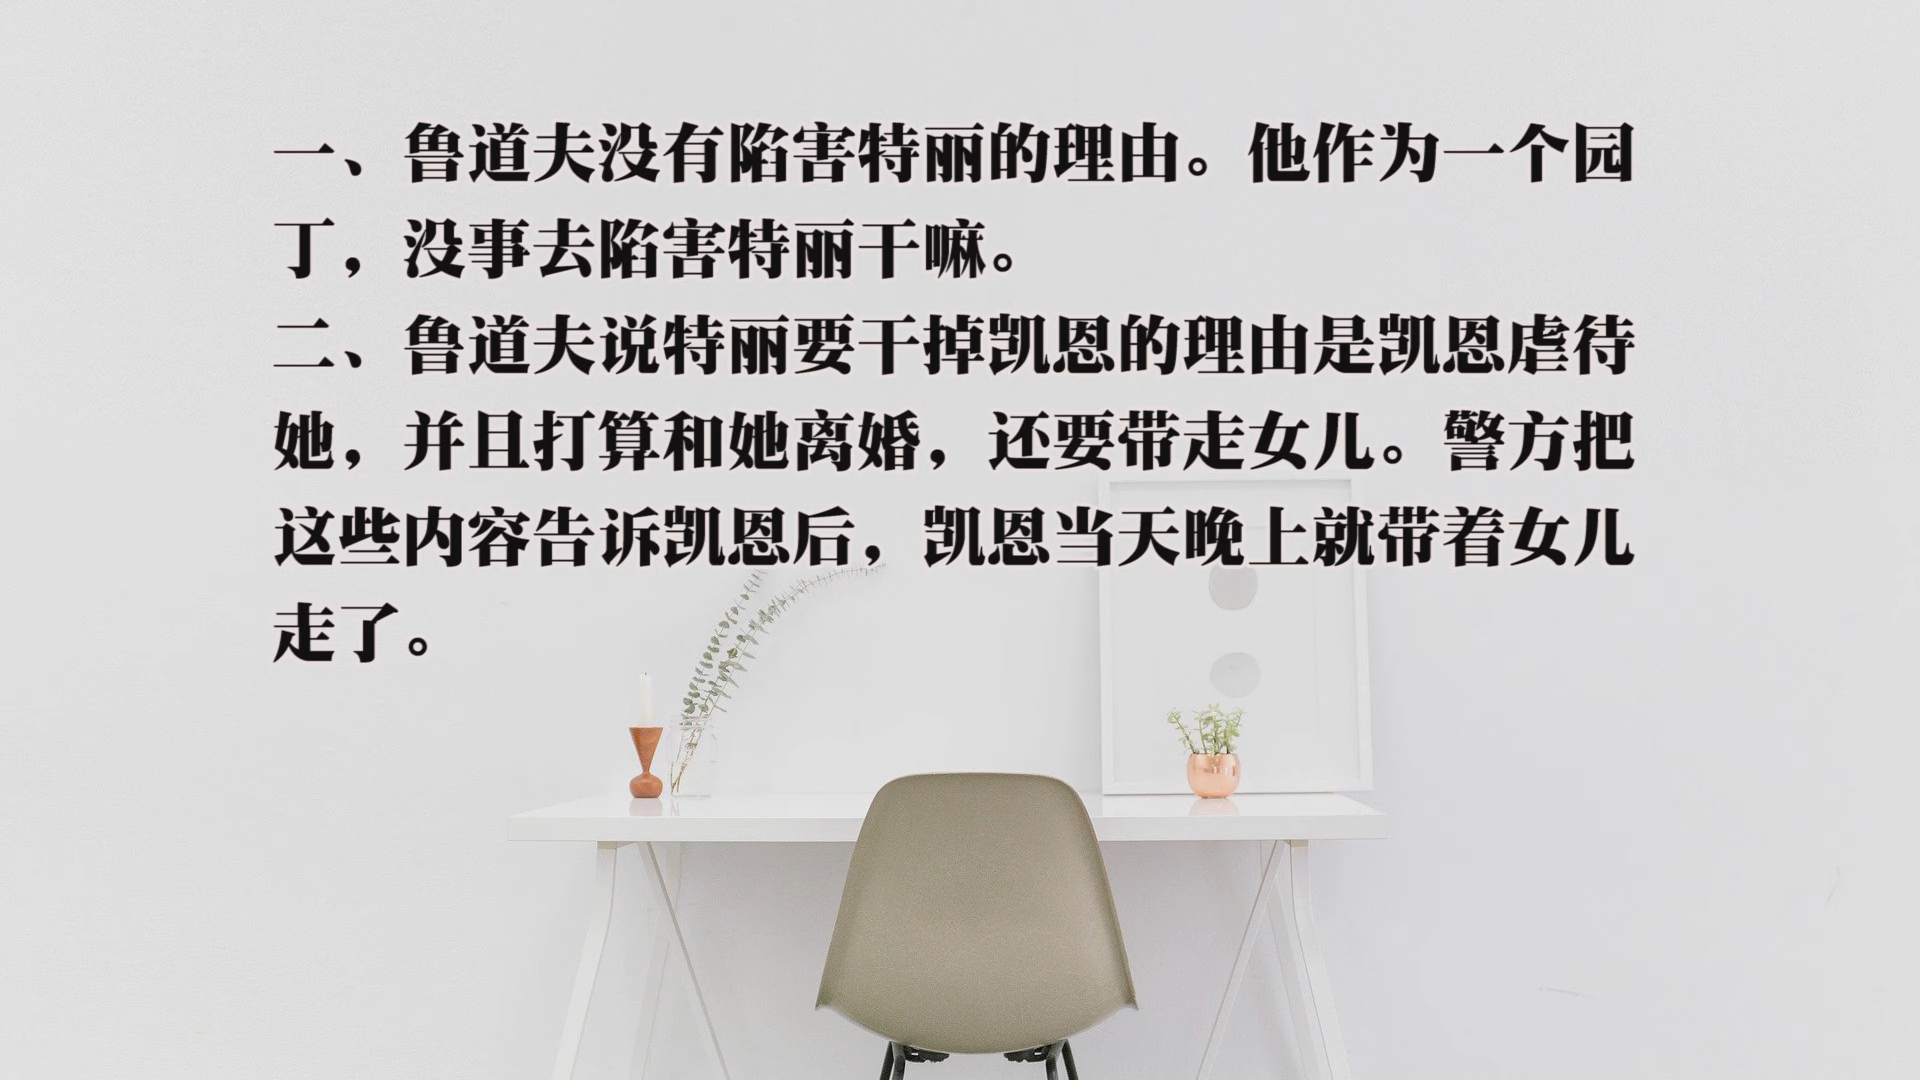 一、鲁道夫没有陷害特丽的理由。他作为一个园
丁，没事去陷害特丽干嘛。
二、鲁道夫说特丽要干掉凯恩的理由是凯恩虐待
她，并且打算和她离婚，还要带走女儿。警方把
这些内容告诉凯恩后，凯恩当天晚上就带着女儿
走了。